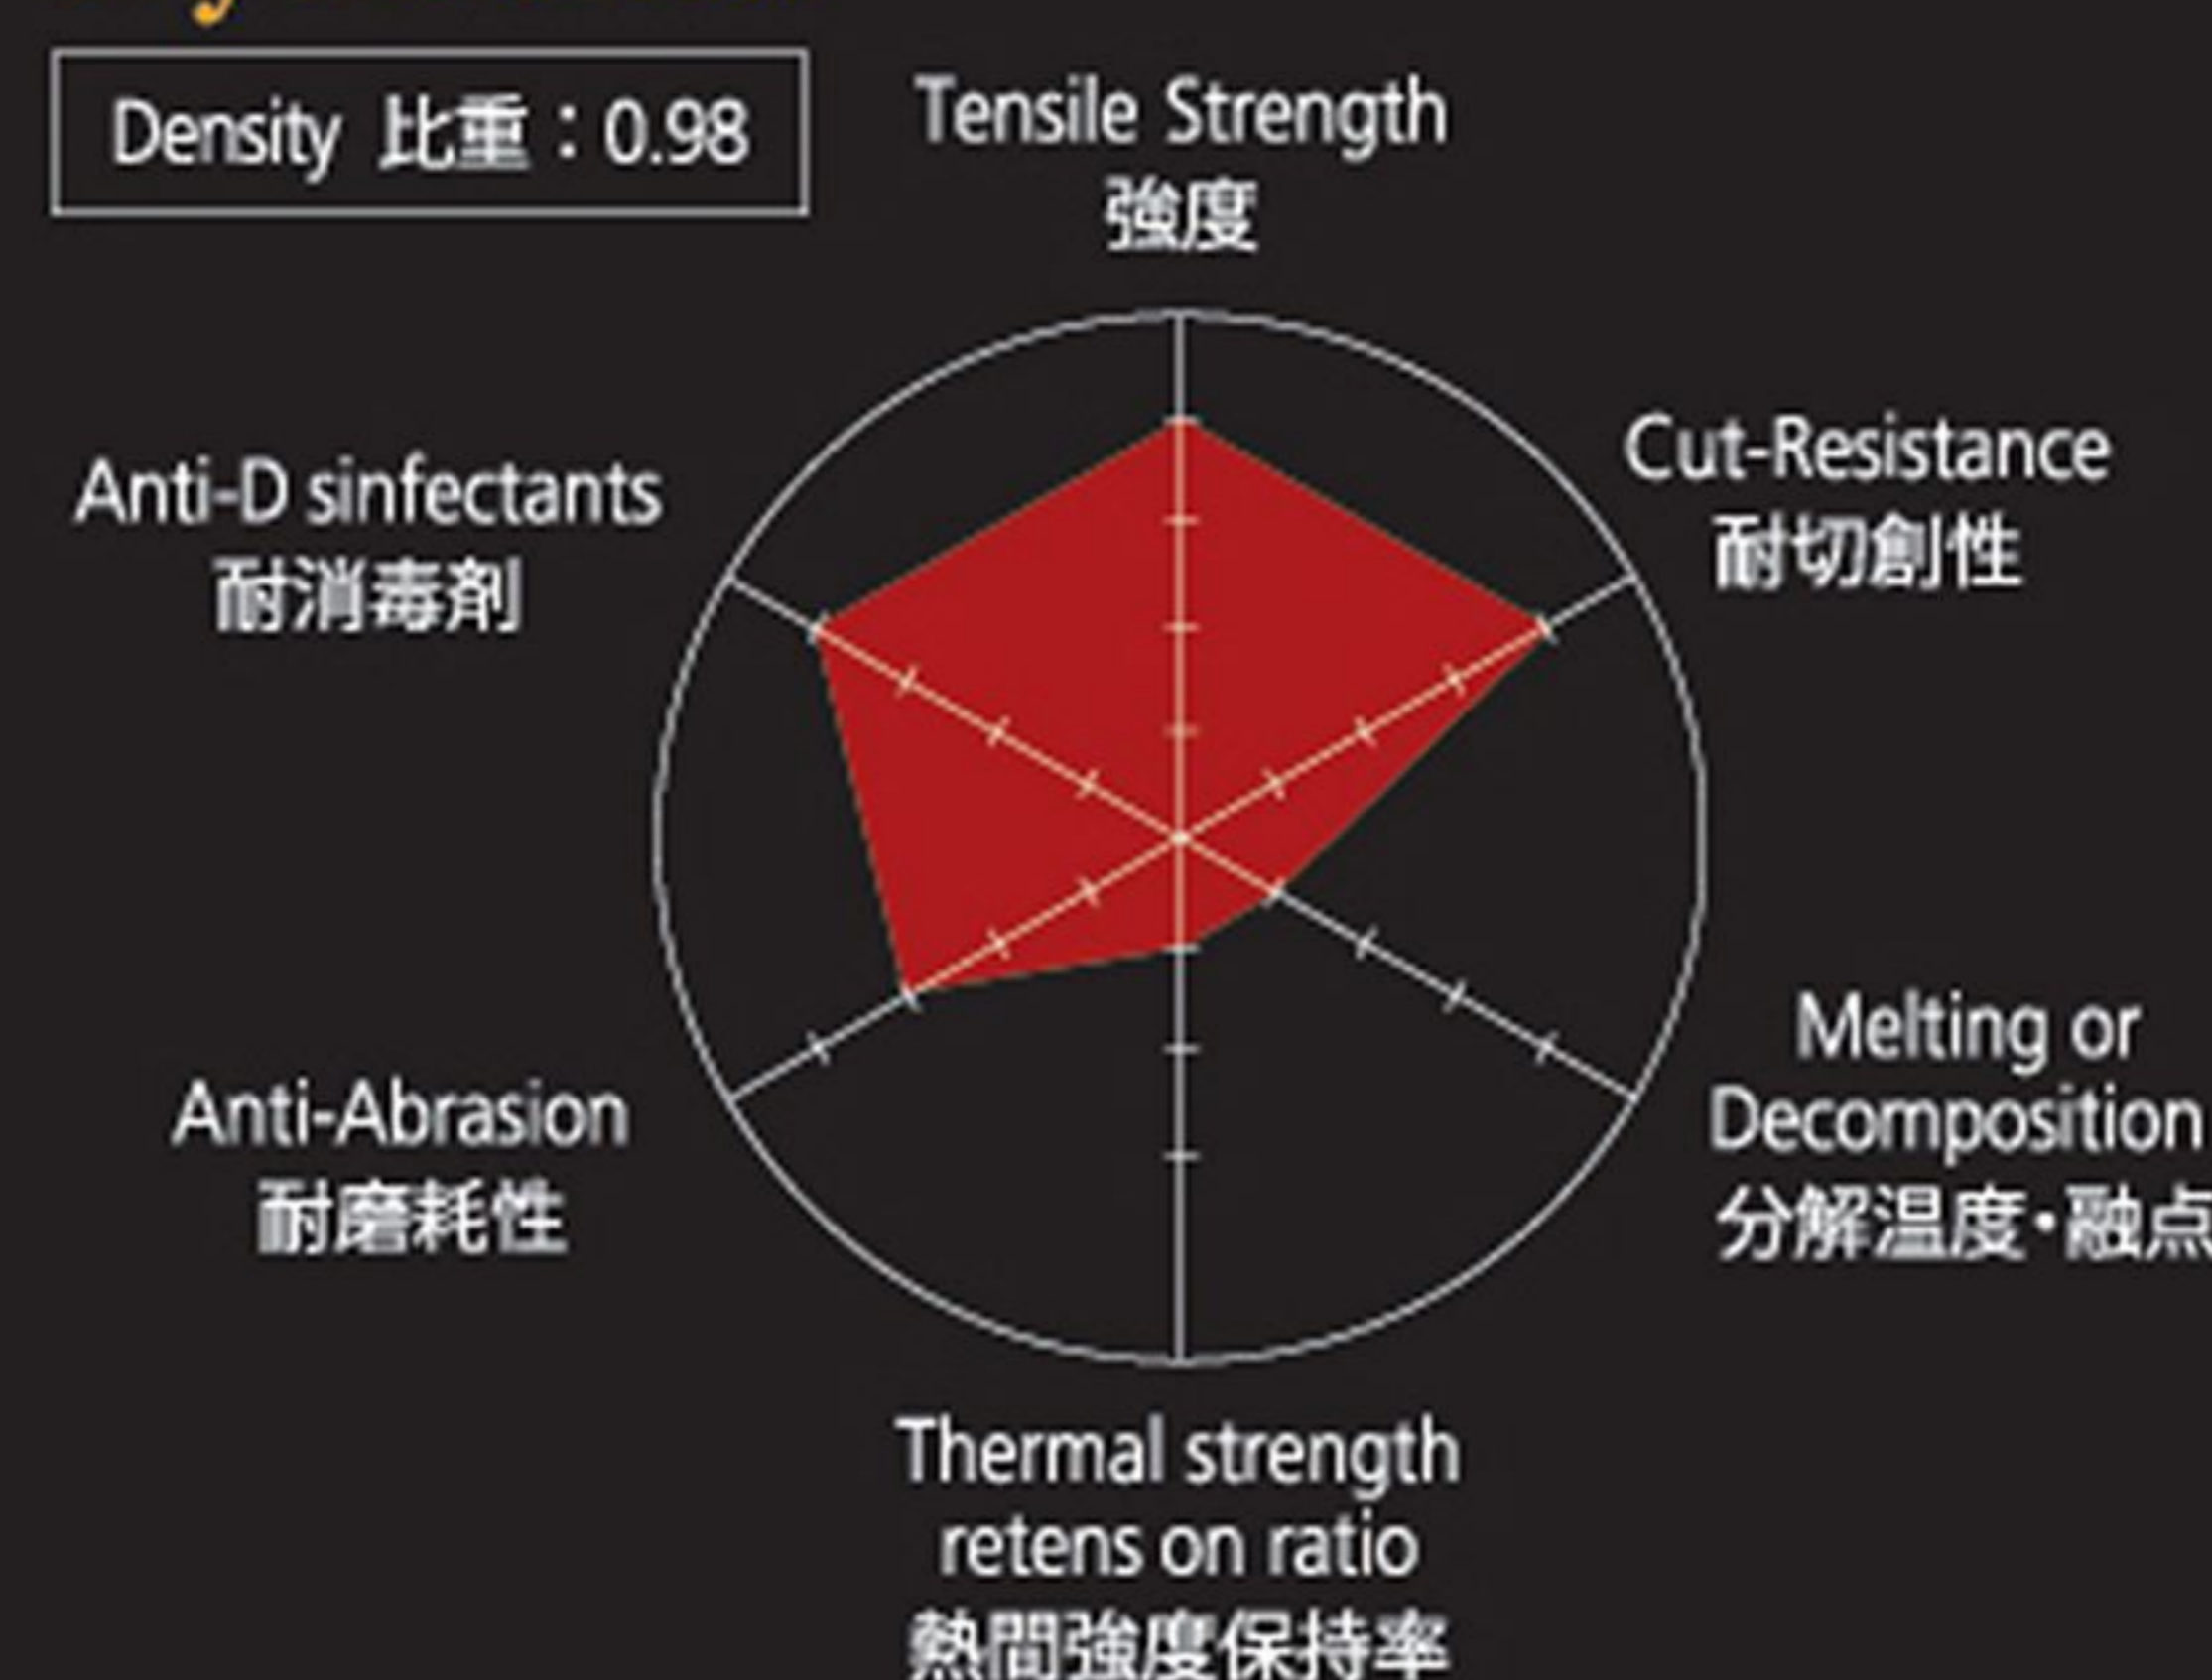 Density 比重：0.98
Tensile Strength
強度
Cut-Resistance
耐切創性
Anti-D sinfectants
耐消毒剤
Melting or
Decomposition
分解温度・融点
Anti-Abrasion
耐磨耗性
Thermal strength
retens on ratio
熱間強度保持率